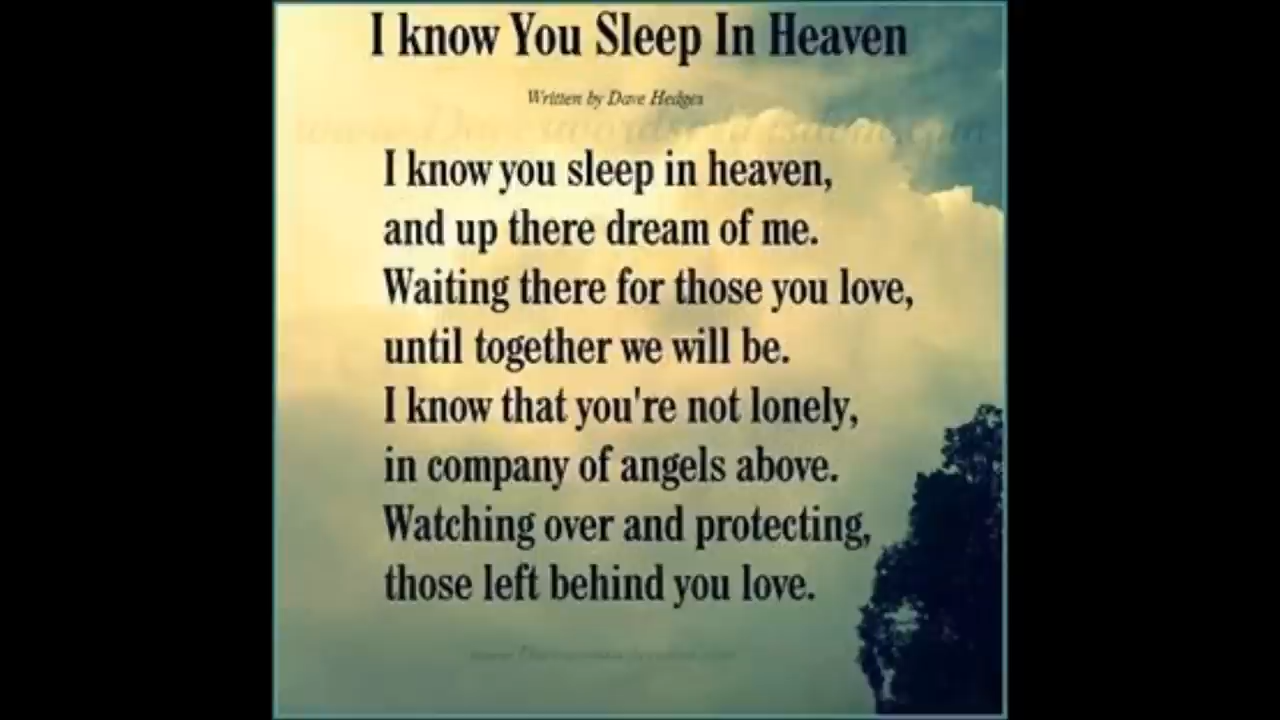 I know You Sleep In Heaven
Written by Dave Hedges
I know you sleep in heaven,
and up there dream of me.
Waiting there for those you love,
until together we will be.
I know that you're not lonely,
in company of angels above.
Watching over and protecting,
those left behind you love.